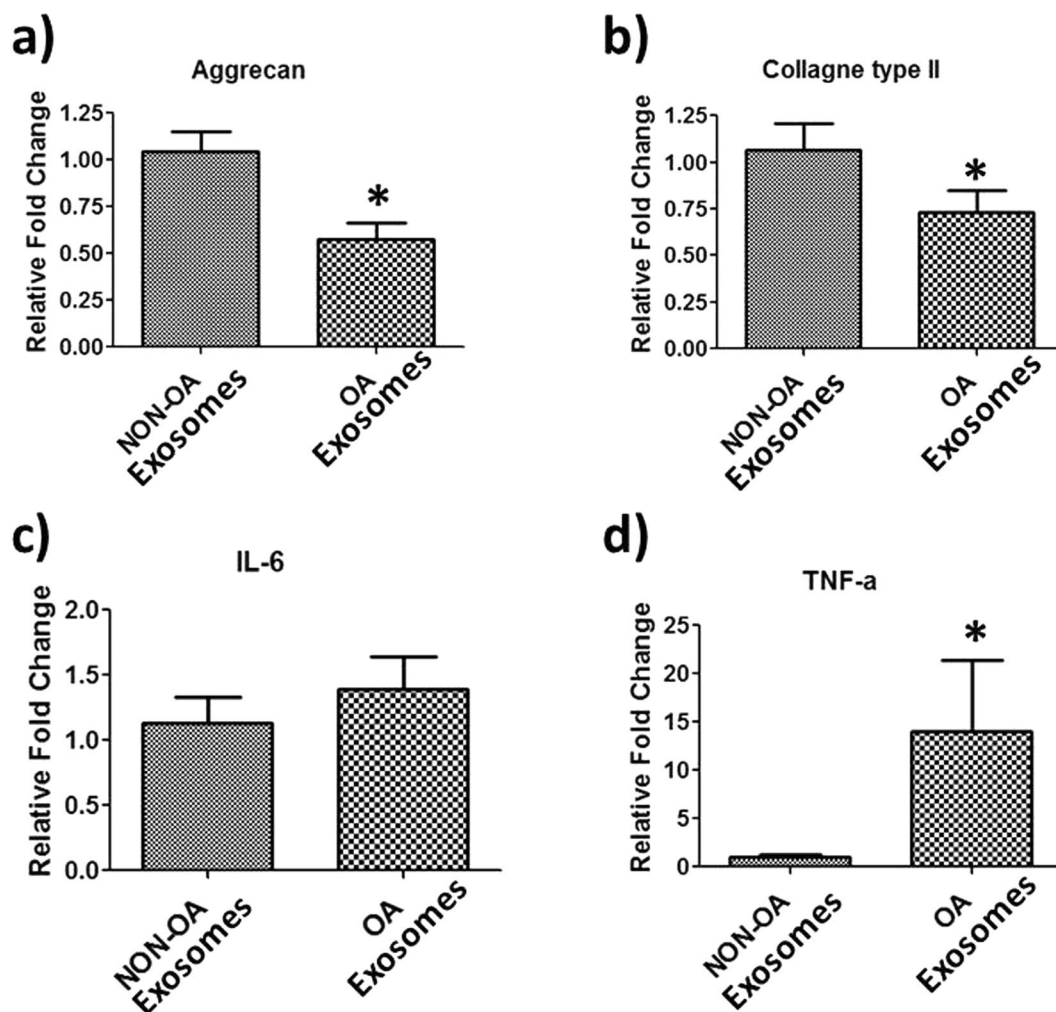 a)
Aggrecan
Relative Fold Change
1.25
1.00
0.75
0.50
0.25
0.00
*
NON-OA
Exosomes
OA
Exosomes
b)
Collagne type II
Relative Fold Change
1.25
1.00
0.75
0.50
0.25
0.00
*
NON-OA
Exosomes
OA
Exosomes
c)
IL-6
Relative Fold Change
2.0
1.5
1.0
0.5
0.0
NON-OA
Exosomes
OA
Exosomes
d)
TNF-a
Relative Fold Change
25
20
15
10
5
0
*
NON-OA
Exosomes
OA
Exosomes